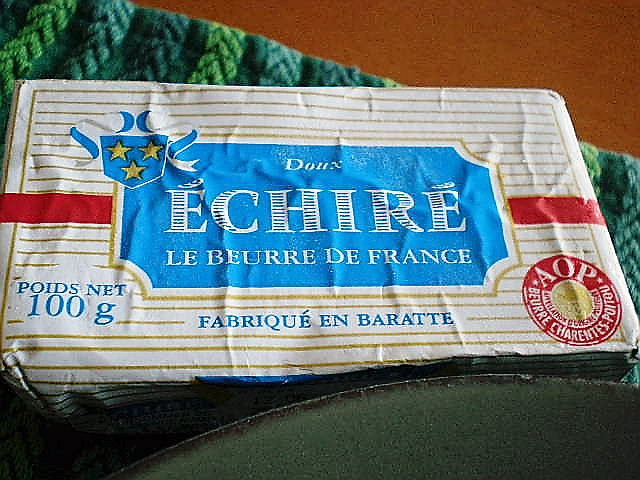 Doux
ÉCHIRÉ
LE BEURRE DE FRANCE
POIDS NET
100 g
FABRIQUÉ EN BARATTE
AOP
BEURRE CHARENTES-POITOU